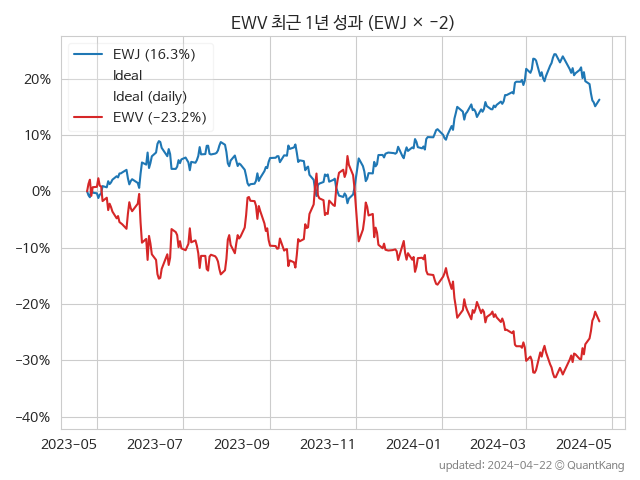 EWV 최근 1년 성과 (EWJ × −2)
EWJ (16.3%)
Ideal
Ideal (daily)
EWV (−23.2%)
20%
10%
0%
−10%
−20%
−30%
−40%
2023-05 2023-07 2023-09 2023-11 2024-01 2024-03 2024-05
updated: 2024-04-22 © QuantKang